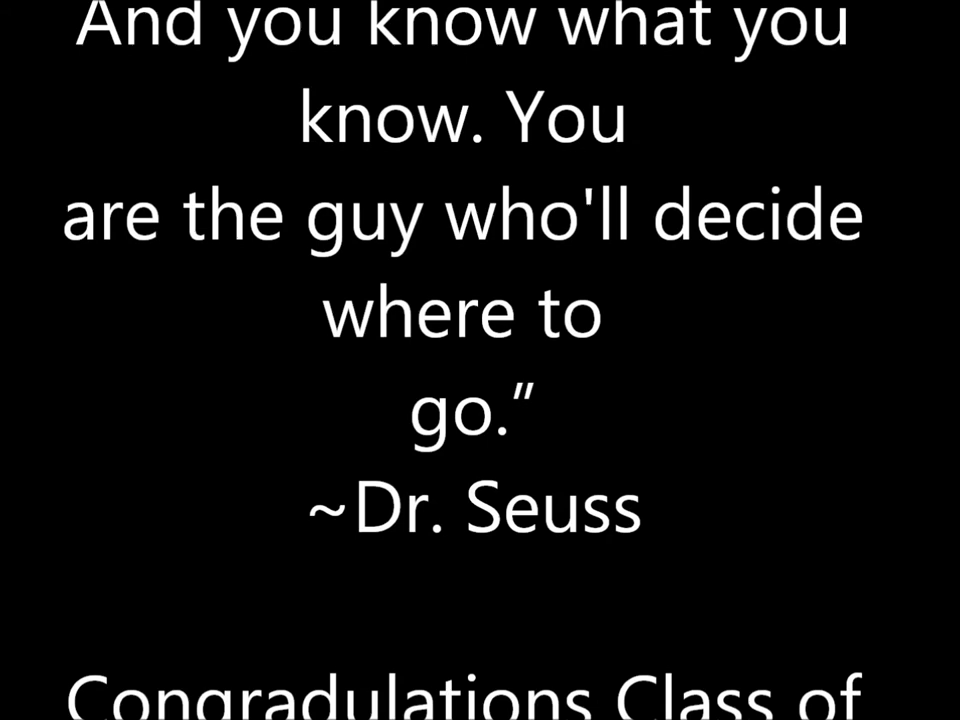 And you know what you
know. You
are the guy who'll decide
where to
go.”
~Dr. Seuss
Congradulations Class of